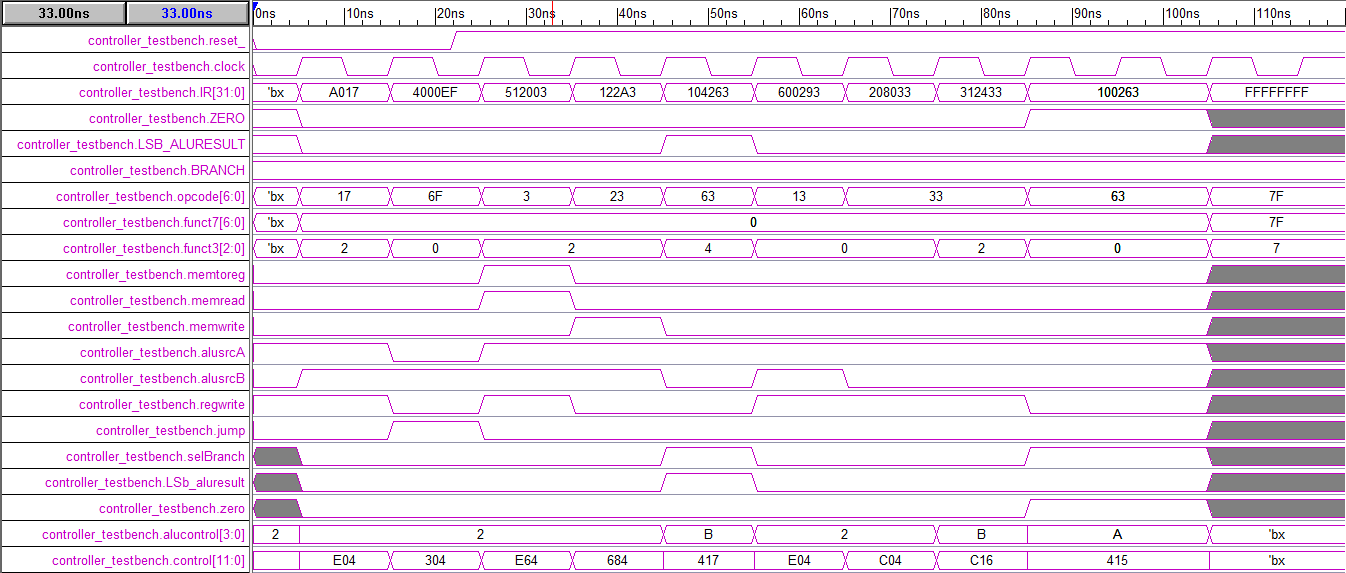 33.00ns 33.00ns 0ns 10ns 20ns 30ns 40ns 50ns 60ns 70ns 80ns 90ns 100ns 110ns
controller_testbench.reset_
controller_testbench.clock
controller_testbench.IR[31:0] 'bx A017 4000EF 512003 122A3 104263 600293 208033 312433 100263 FFFFFFFF
controller_testbench.ZERO
controller_testbench.LSB_ALURESULT
controller_testbench.BRANCH
controller_testbench.opcode[6:0] 'bx 17 6F 3 23 63 13 33 63 7F
controller_testbench.funct7[6:0] 'bx 0 7F
controller_testbench.funct3[2:0] 'bx 2 0 2 4 0 2 0 7
controller_testbench.memtoreg
controller_testbench.memread
controller_testbench.memwrite
controller_testbench.alusrcA
controller_testbench.alusrcB
controller_testbench.regwrite
controller_testbench.jump
controller_testbench.selBranch
controller_testbench.LSb_aluresult
controller_testbench.zero
controller_testbench.alucontrol[3:0] 2 2 B 2 B A 'bx
controller_testbench.control[11:0] E04 304 E64 684 417 E04 C04 C16 415 'bx